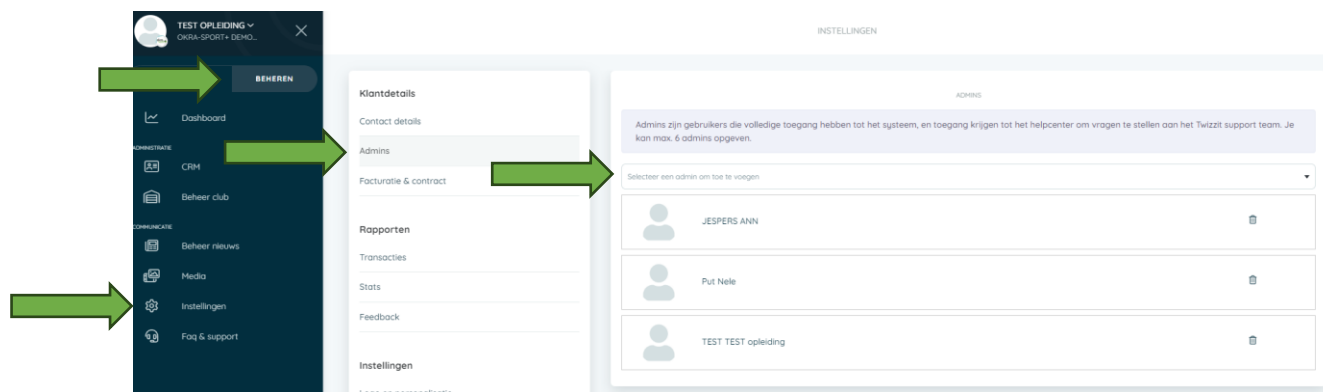 TEST OPLEIDING
OKRA-SPORT+ DEMO...
BEHEREN
Dashboard
ADMINISTRATIE
CRM
Beheer club
COMMUNICATIE
Beheer nieuws
Media
Instellingen
Faq & support
INSTELLINGEN
Klantdetails
Contact details
Admins
Facturatie & contract
Rapporten
Transacties
Stats
Feedback
Instellingen
ADMINS
Admins zijn gebruikers die volledige toegang hebben tot het systeem, en toegang krijgen tot het helpcenter om vragen te stellen aan het Twizzit support team. Je
kan max. 6 admins opgeven.
Selecteer een admin om toe te voegen
JESPERS ANN
Put Nele
TEST TEST opleiding